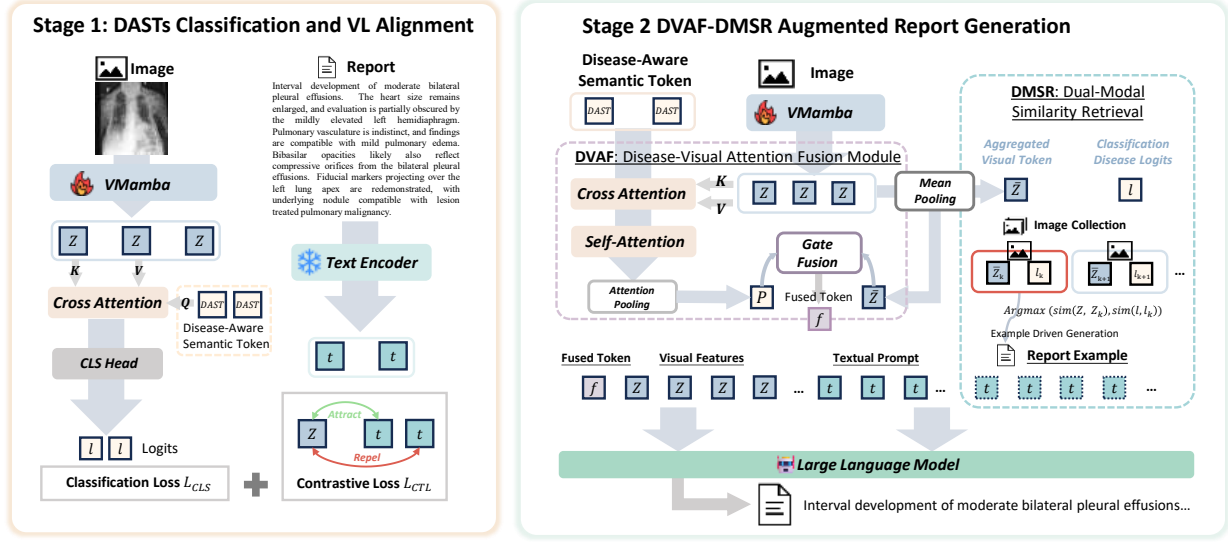 Stage 1: DASTs Classification and VL Alignment
Image
Report
Interval development of moderate bilateral
pleural effusions. The heart size remains
enlarged, and evaluation is partially obscured by
the mildly elevated left hemidiaphragm.
Pulmonary vasculature is indistinct, and findings
are compatible with mild pulmonary edema.
Bibasilar opacities likely also reflect
compressive orifices from the bilateral pleural
effusions. Fiducial markers projecting over the
left lung apex are redemonstrated, with
underlying nodule compatible with lesion
treated pulmonary malignancy.
VMamba
Z Z Z
K V
Text Encoder
Cross Attention
Q DAST DAST
Disease-Aware
Semantic Token
CLS Head
t t
Attract
Z t t
Repel
l l Logits
Classification Loss L_CLS
+
Contrastive Loss L_CTL
Stage 2 DVAF-DMSR Augmented Report Generation
Disease-Aware
Semantic Token
DAST DAST
Image
VMamba
DVAF: Disease-Visual Attention Fusion Module
Cross Attention
K
V
Z Z Z
Mean
Pooling
Self-Attention
Gate
Fusion
Attention
Pooling
P Fused Token Z̄
f
DMSR: Dual-Modal
Similarity Retrieval
Aggregated
Visual Token
Classification
Disease Logits
Z̄ l
Image Collection
Z̄k lk Z̄k+1 lk+1 ...
Argmax (sim(Z, Zk), sim(l, lk))
Example Driven Generation
Report Example
t t t t ...
Fused Token Visual Features Textual Prompt
f Z Z Z Z ... t t t ...
Large Language Model
Interval development of moderate bilateral pleural effusions...